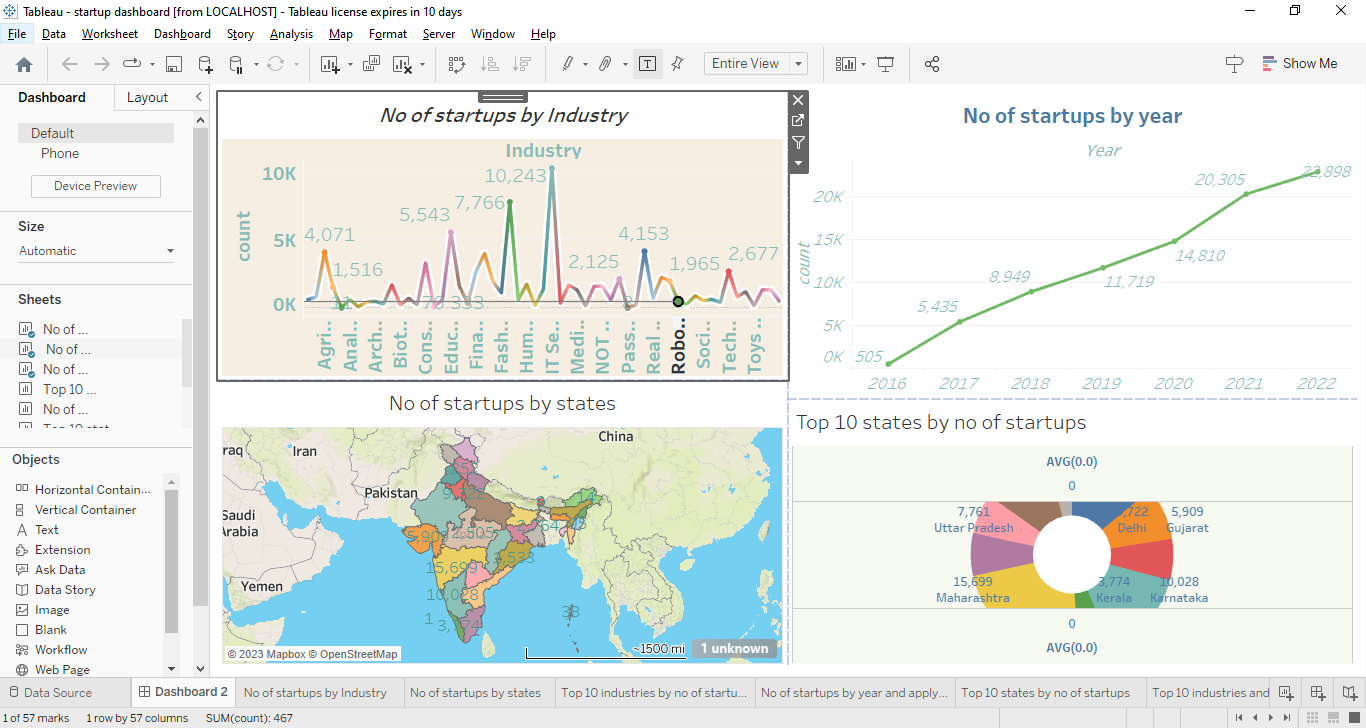 Tableau - startup dashboard [from LOCALHOST] - Tableau license expires in 10 days
File Data Worksheet Dashboard Story Analysis Map Format Server Window Help
Entire View
Show Me
Dashboard Layout
Default
Phone
Device Preview
Size
Automatic
Sheets
No of ...
No of ...
No of ...
Top 10 ...
No of ...
Top 10 stat...
Objects
Horizontal Contain...
Vertical Container
Text
Extension
Ask Data
Data Story
Image
Blank
Workflow
Web Page
No of startups by Industry
Industry
count
10K
5K
0K
4,071
1,516
11
5,543
7,766
10,243
2,125
4,153
1,965
2,677
Agri..
Anal..
Arch..
Biot..
Cons..
Educ..
Fina..
Fash..
Hum..
IT Se..
Medi..
NOT ..
Pass..
Real ..
Robo..
Soci..
Tech..
Toys ..
No of startups by year
Year
count
20K
15K
10K
5K
0K
505
5,435
8,949
11,719
14,810
20,305
22,898
2016 2017 2018 2019 2020 2021 2022
No of startups by states
China
Iran
Pakistan
Saudi
Yemen
15,699
10,028
~1500 mi
1 unknown
© 2023 Mapbox © OpenStreetMap
Top 10 states by no of startups
AVG(0.0)
0
7,761
Uttar Pradesh
,722
Delhi
5,909
Gujarat
15,699
Maharashtra
3,774
Kerala
10,028
Karnataka
0
AVG(0.0)
Data Source
Dashboard 2
No of startups by Industry
No of startups by states
Top 10 industries by no of startu...
No of startups by year and apply...
Top 10 states by no of startups
Top 10 industries and
1 of 57 marks 1 row by 57 columns SUM(count): 467